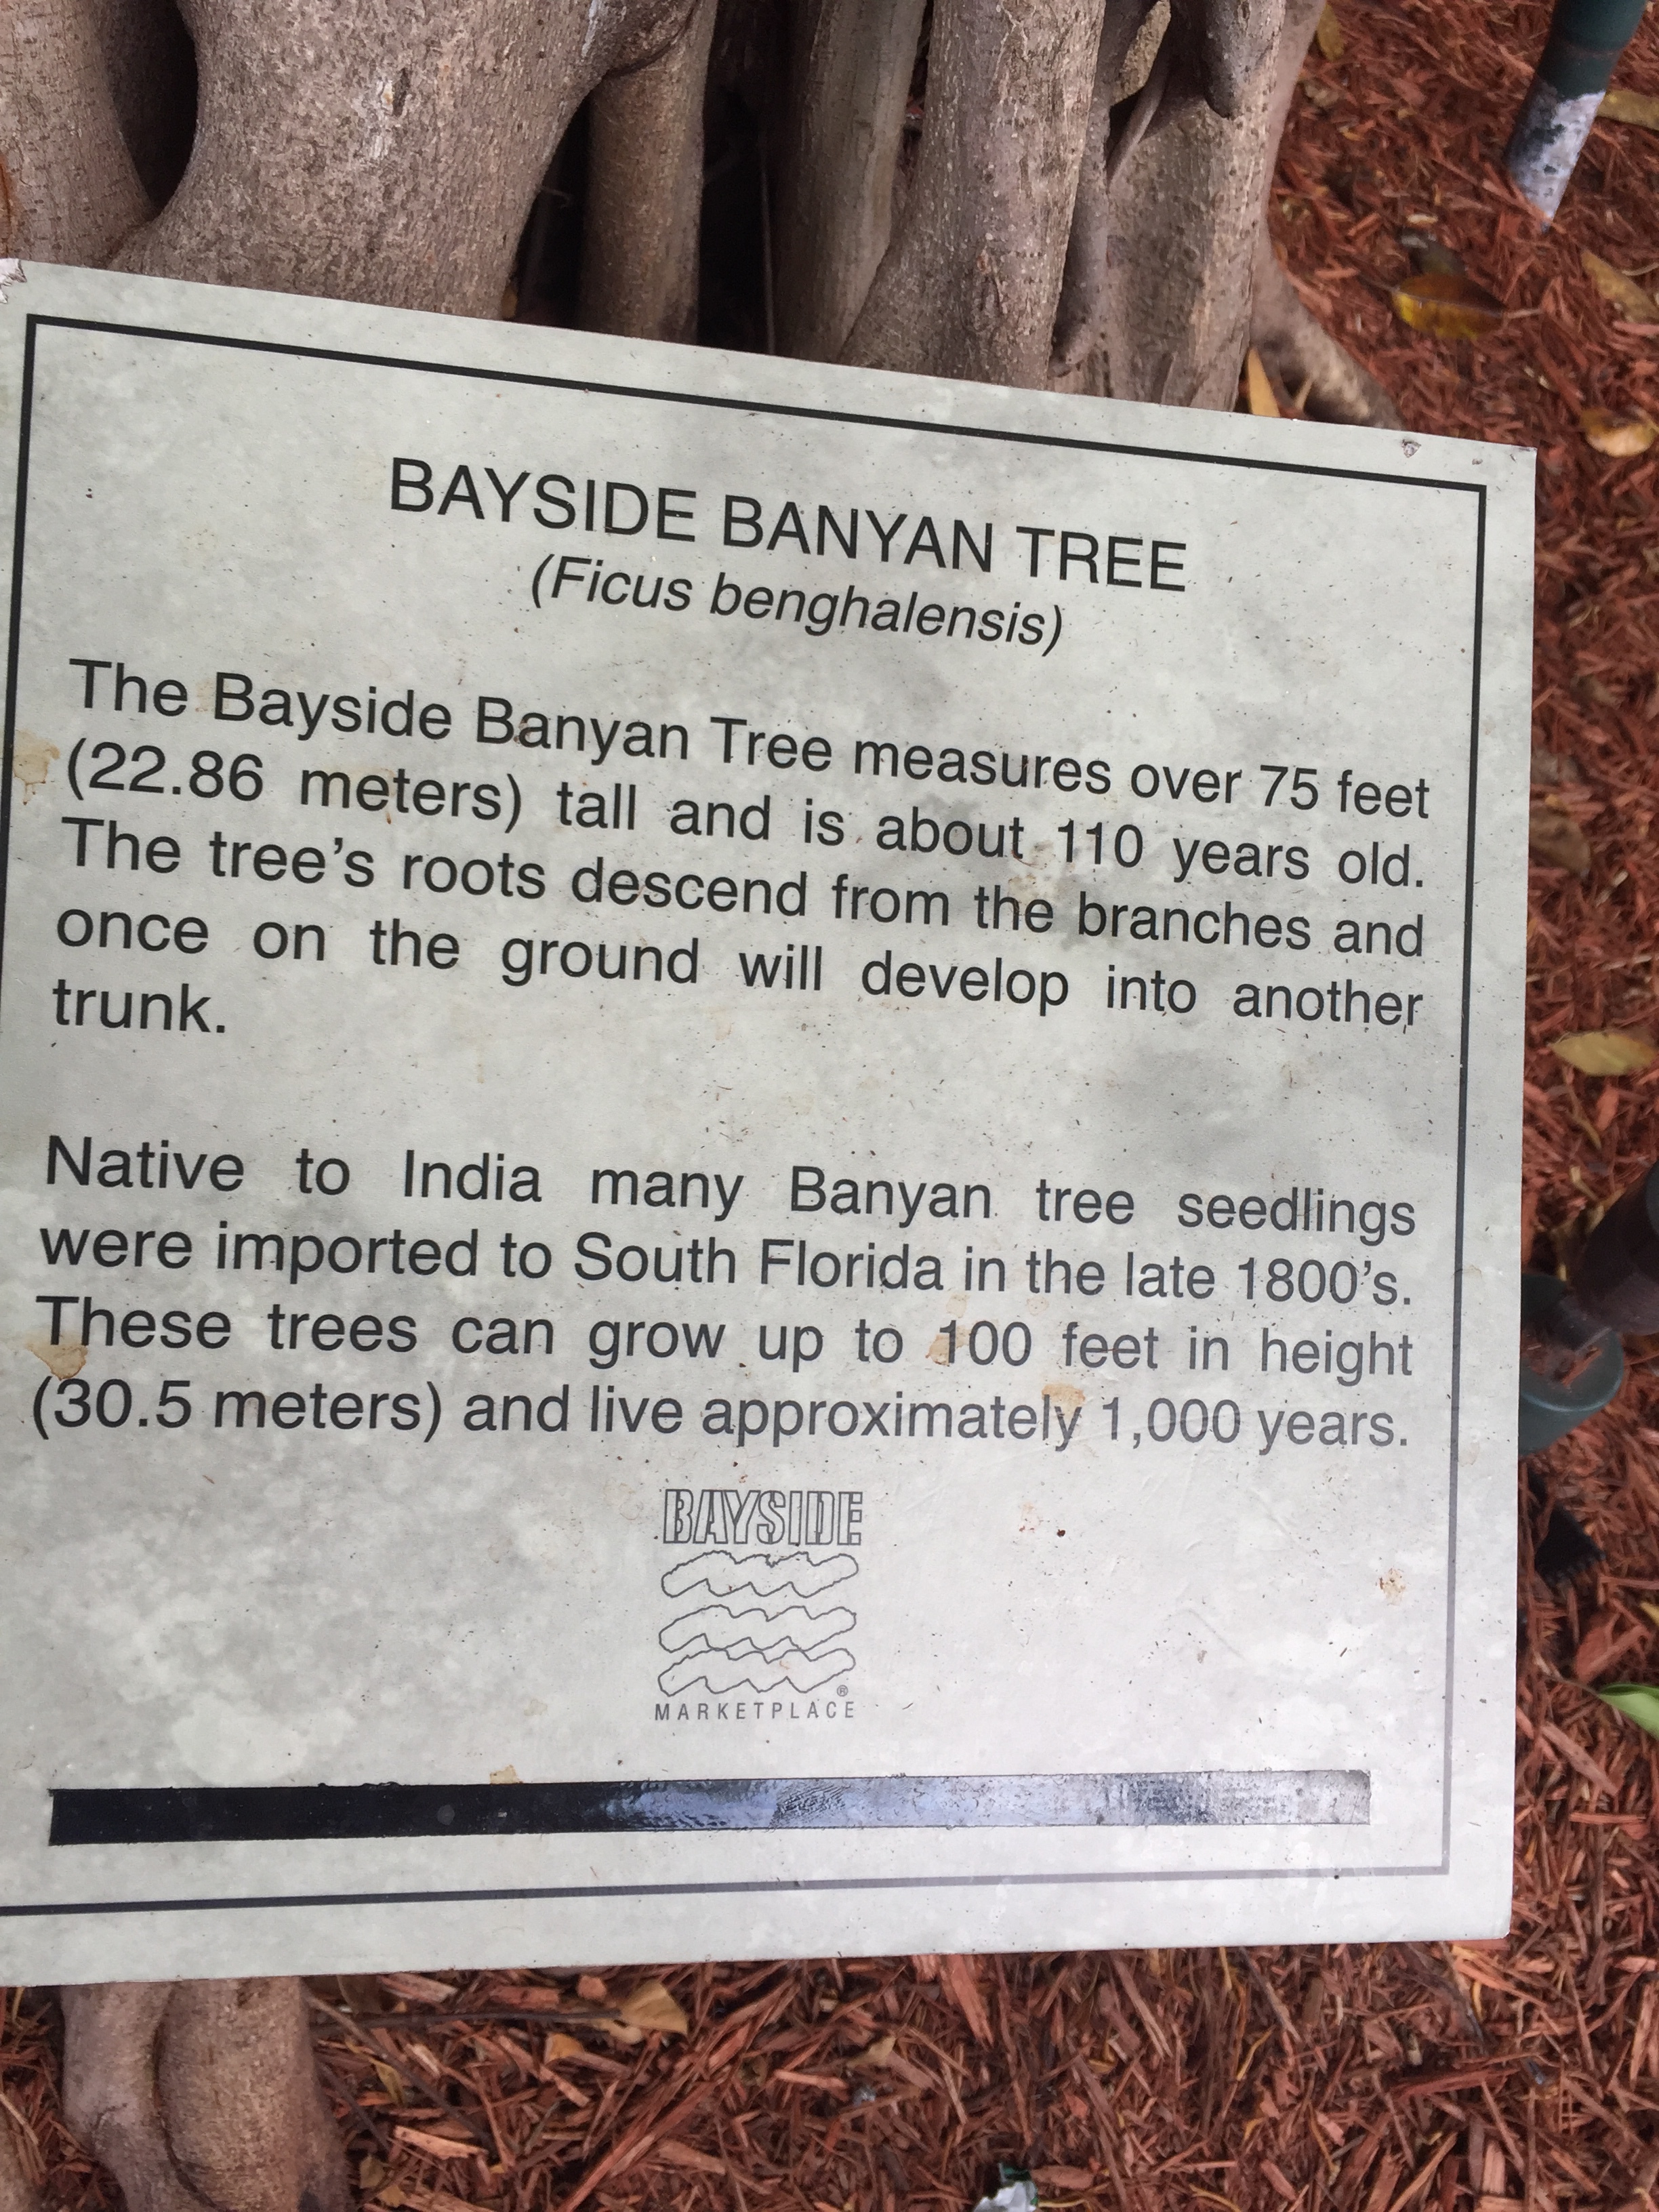 BAYSIDE BANYAN TREE
(Ficus benghalensis)
The Bayside Banyan Tree measures over 75 feet
(22.86 meters) tall and is about 110 years old.
The tree's roots descend from the branches and
once on the ground will develop into another
trunk.
Native to India many Banyan tree seedlings
were imported to South Florida in the late 1800's.
These trees can grow up to 100 feet in height
(30.5 meters) and live approximately 1,000 years.
BAYSIDE
®
MARKETPLACE